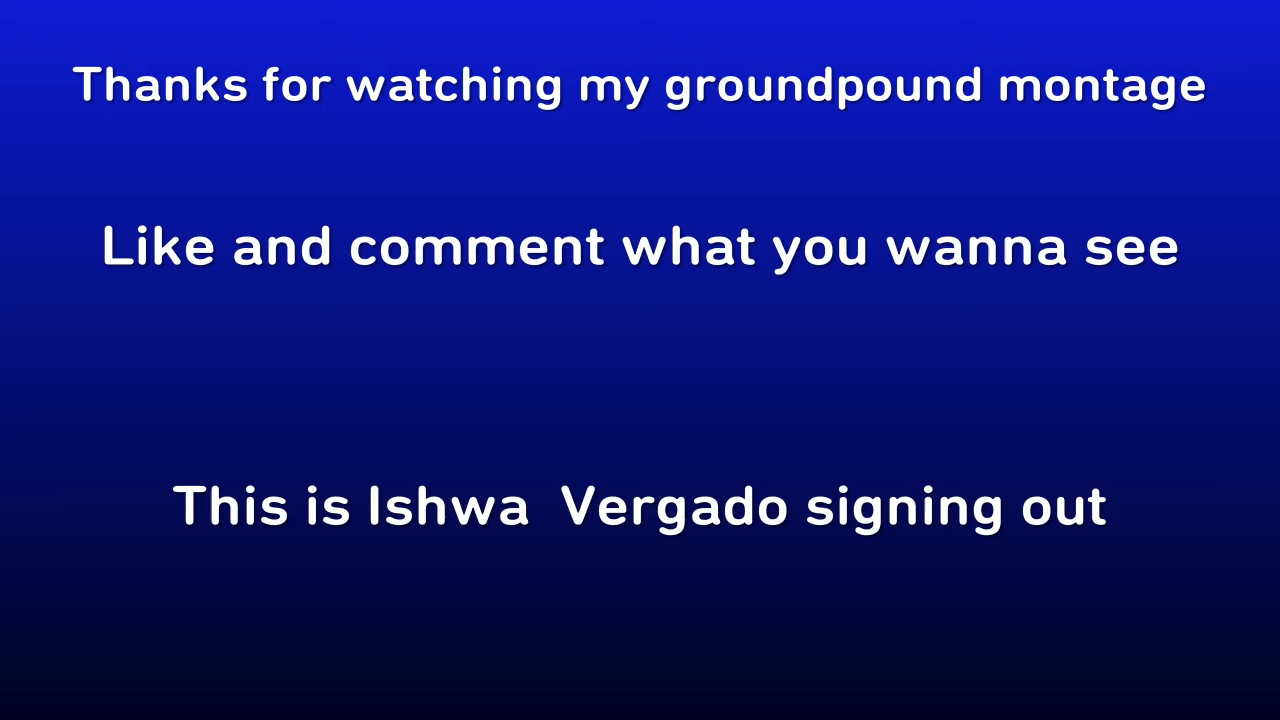 Thanks for watching my groundpound montage
Like and comment what you wanna see
This is Ishwa  Vergado signing out